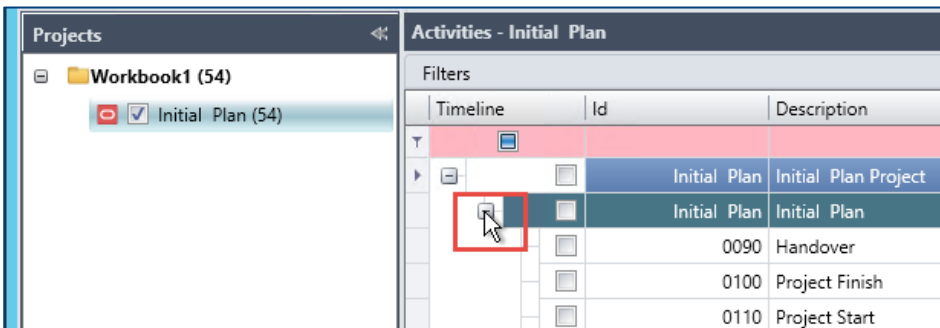 Projects
Workbook1 (54)
Initial Plan (54)
Activities - Initial Plan
Filters
Timeline Id Description
Initial Plan Initial Plan Project
Initial Plan Initial Plan
0090 Handover
0100 Project Finish
0110 Project Start